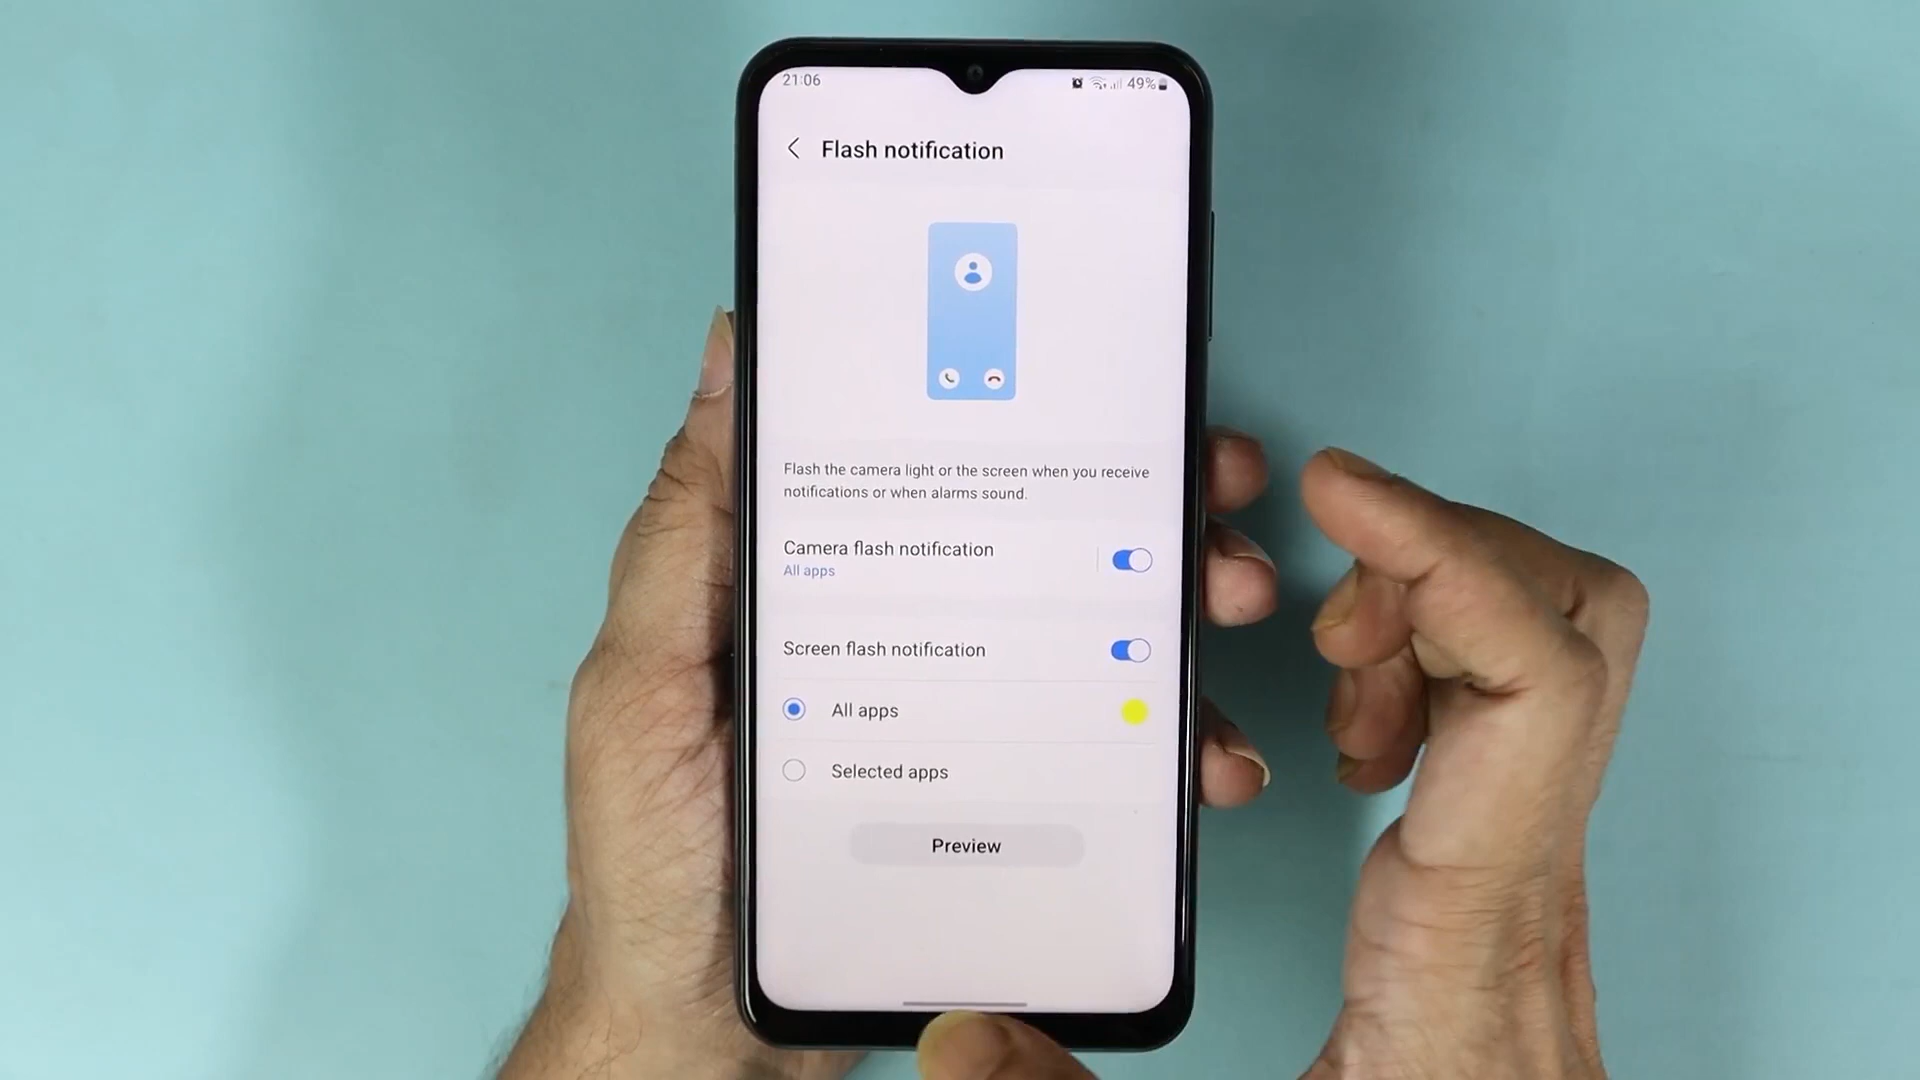 21:06
49%
Flash notification
Flash the camera light or the screen when you receive
notifications or when alarms sound.
Camera flash notification
All apps
Screen flash notification
All apps
Selected apps
Preview